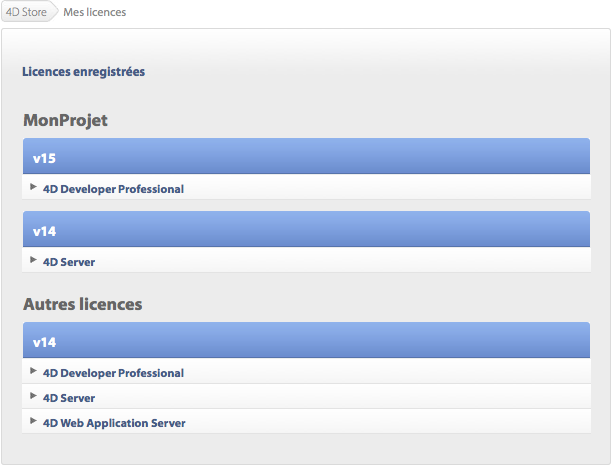 4D Store Mes licences
Licences enregistrées
MonProjet
v15
4D Developer Professional
v14
4D Server
Autres licences
v14
4D Developer Professional
4D Server
4D Web Application Server